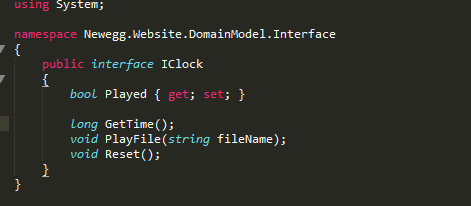 using System;
namespace Newegg.Website.DomainModel.Interface
{
public interface IClock
{
bool Played { get; set; }
long GetTime();
void PlayFile(string fileName);
void Reset();
}
}